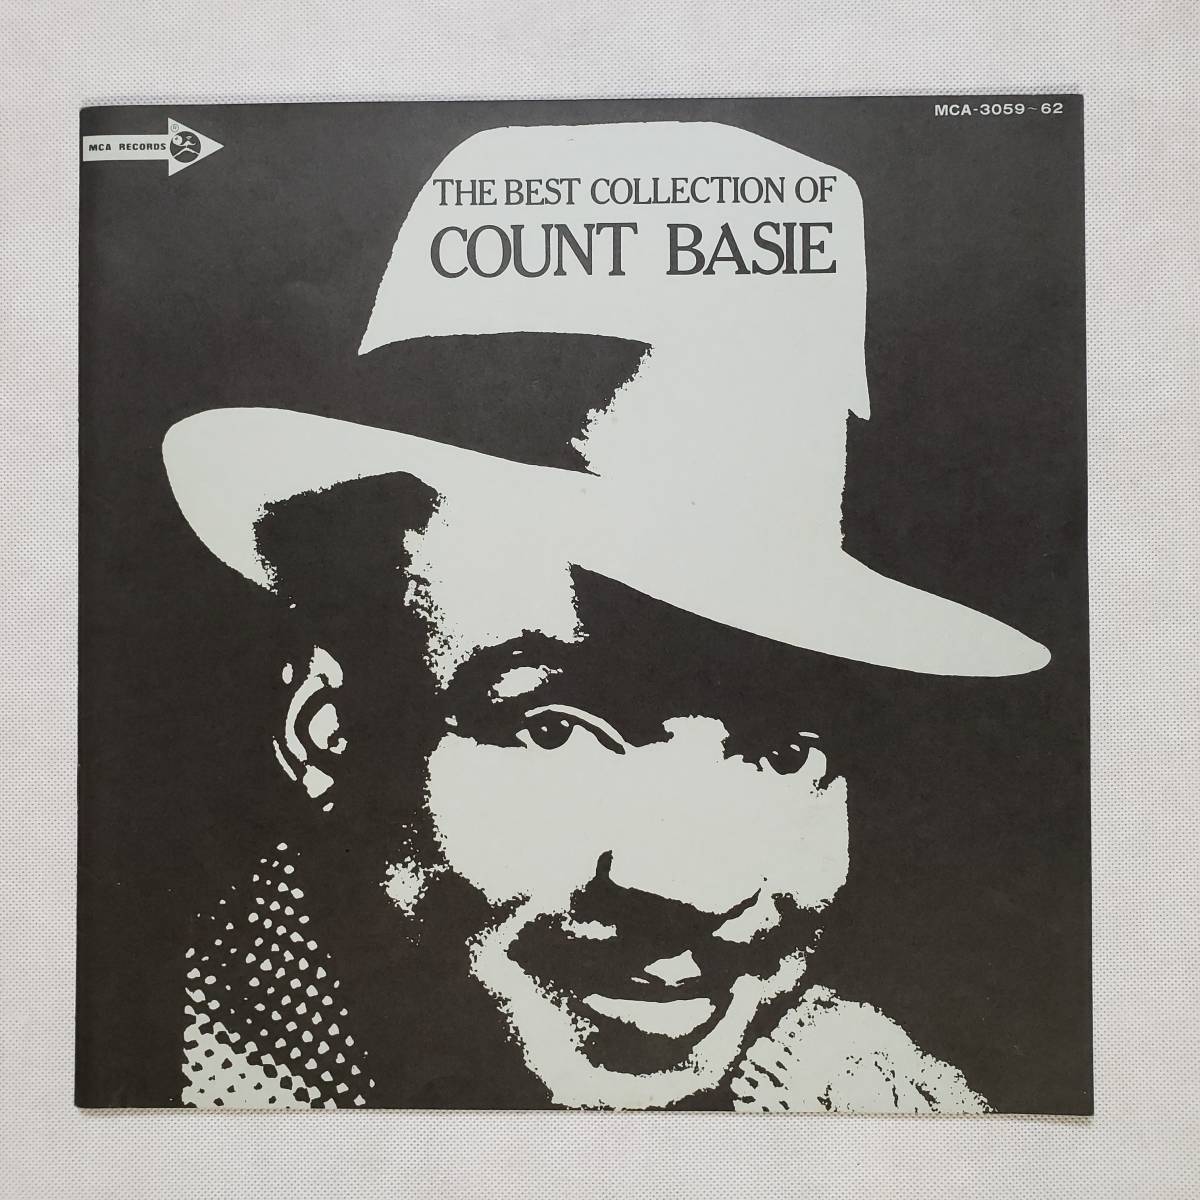 MCA-3059~62
MCA RECORDS
®
THE BEST COLLECTION OF
COUNT BASIE